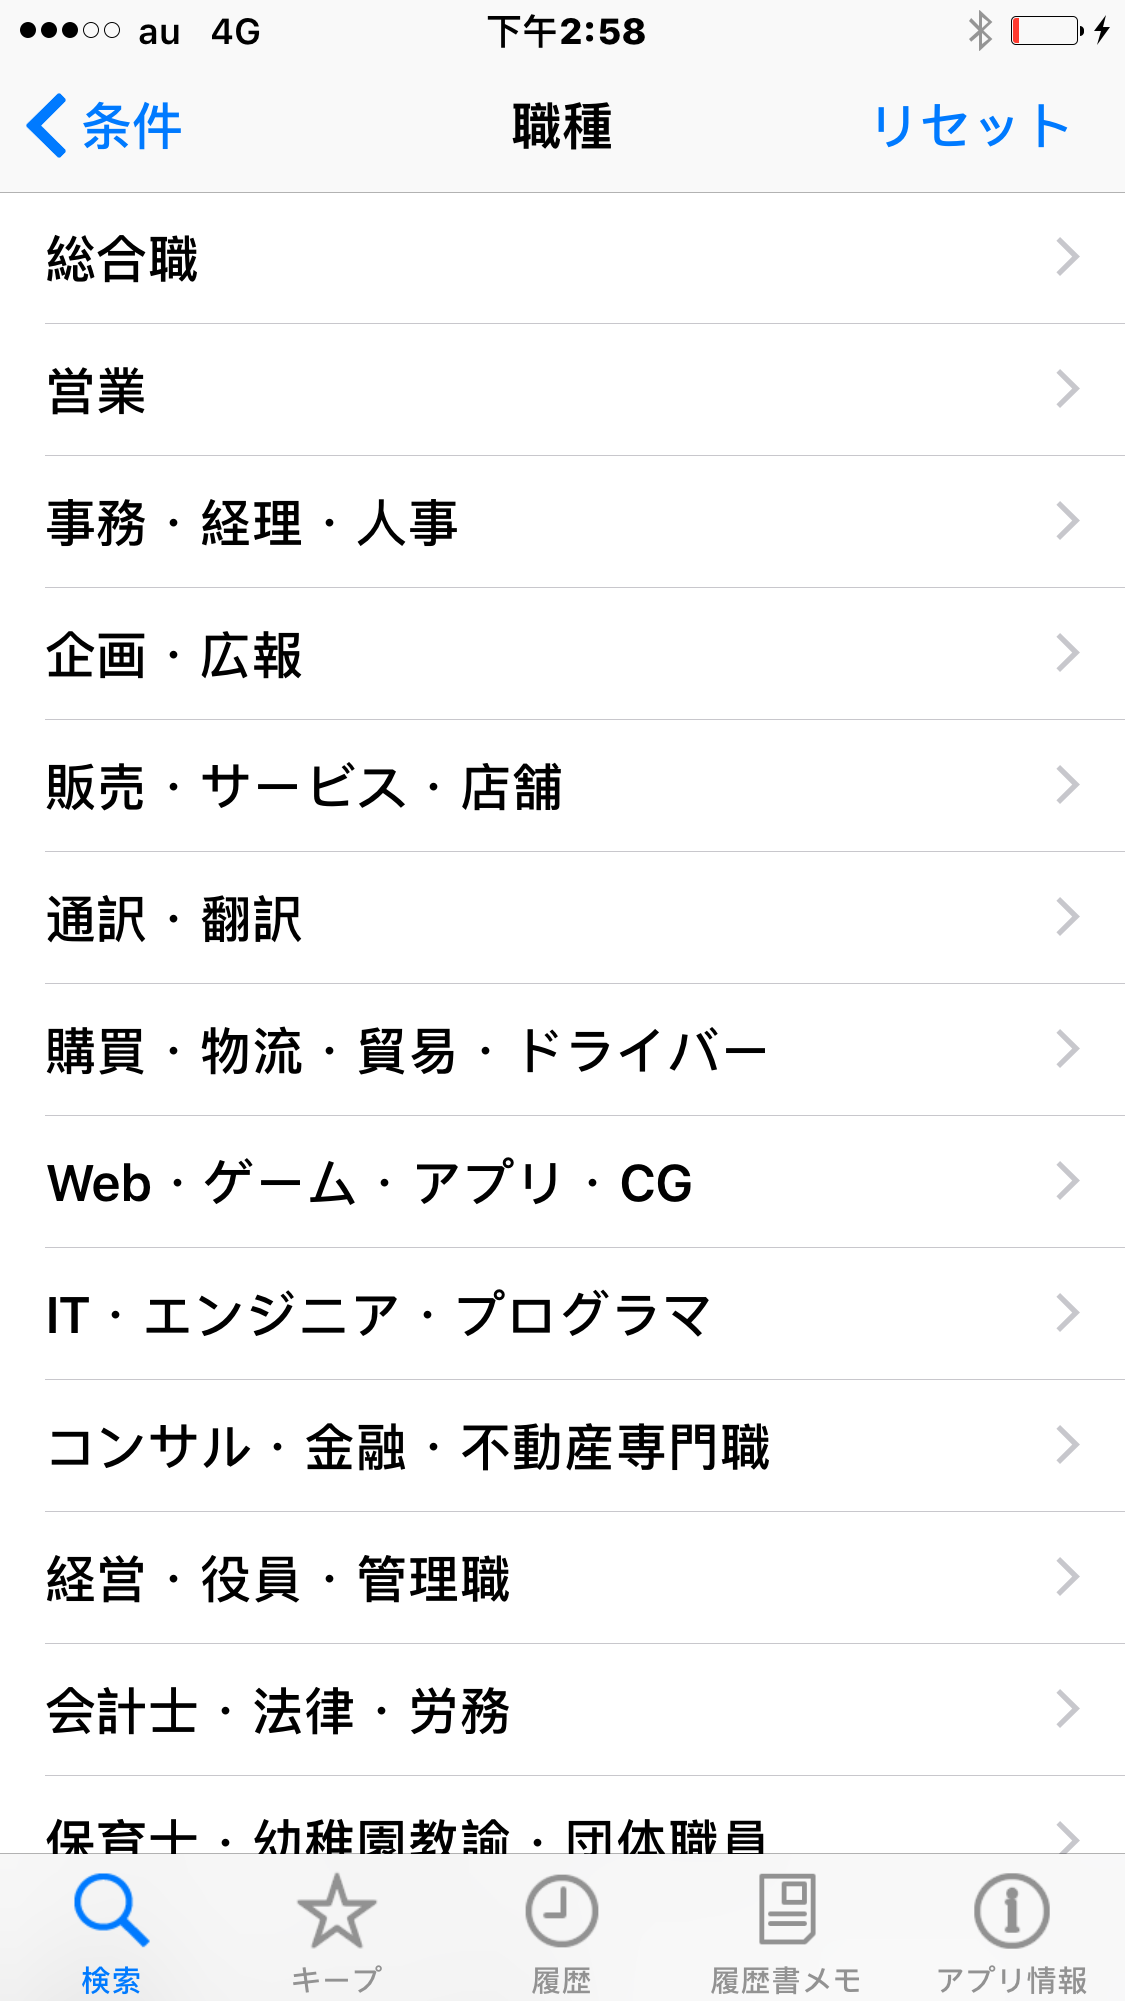 au 4G 下午2:58
条件 職種 リセット
総合職
営業
事務・経理・人事
企画・広報
販売・サービス・店舗
通訳・翻訳
購買・物流・貿易・ドライバー
Web・ゲーム・アプリ・CG
IT・エンジニア・プログラマ
コンサル・金融・不動産専門職
経営・役員・管理職
会計士・法律・労務
保育士・幼稚園教諭・団体職員
検索 キープ 履歴 履歴書メモ アプリ情報